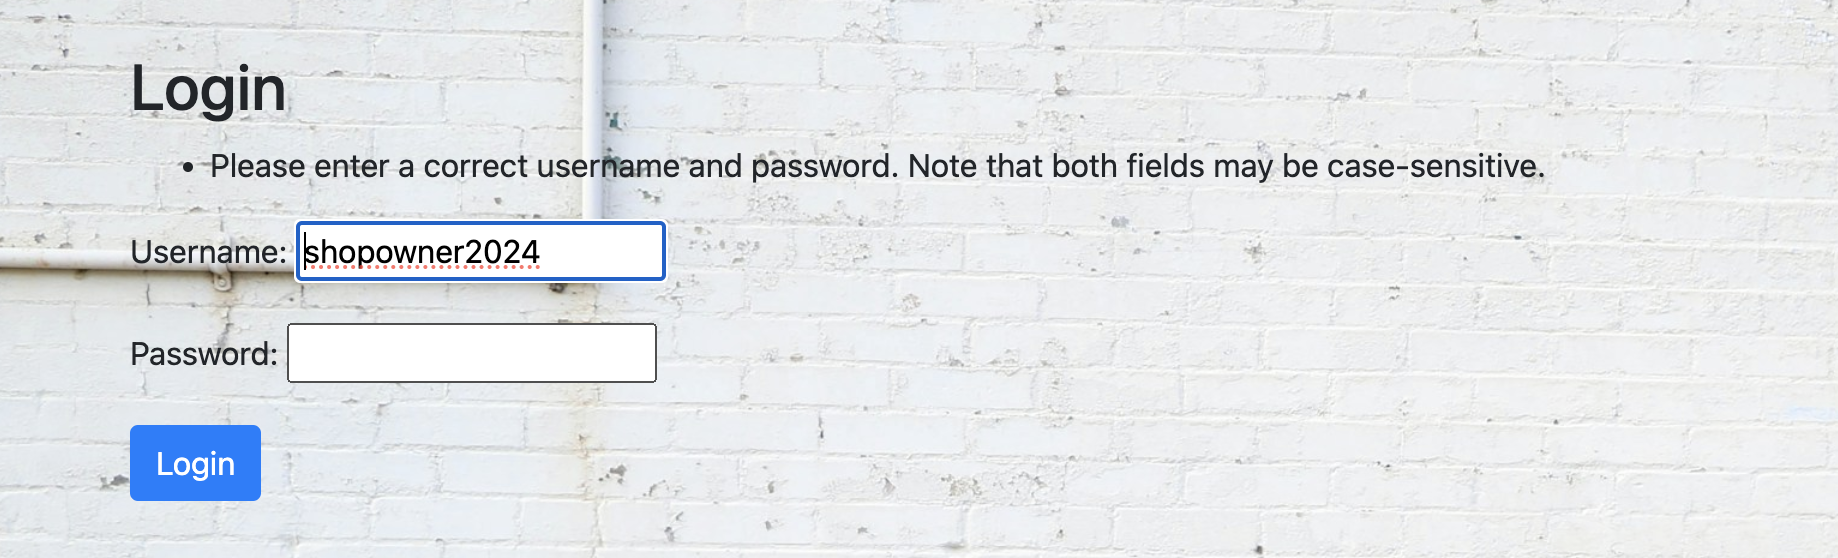 Login
• Please enter a correct username and password. Note that both fields may be case-sensitive.
Username: shopowner2024
Password:
Login